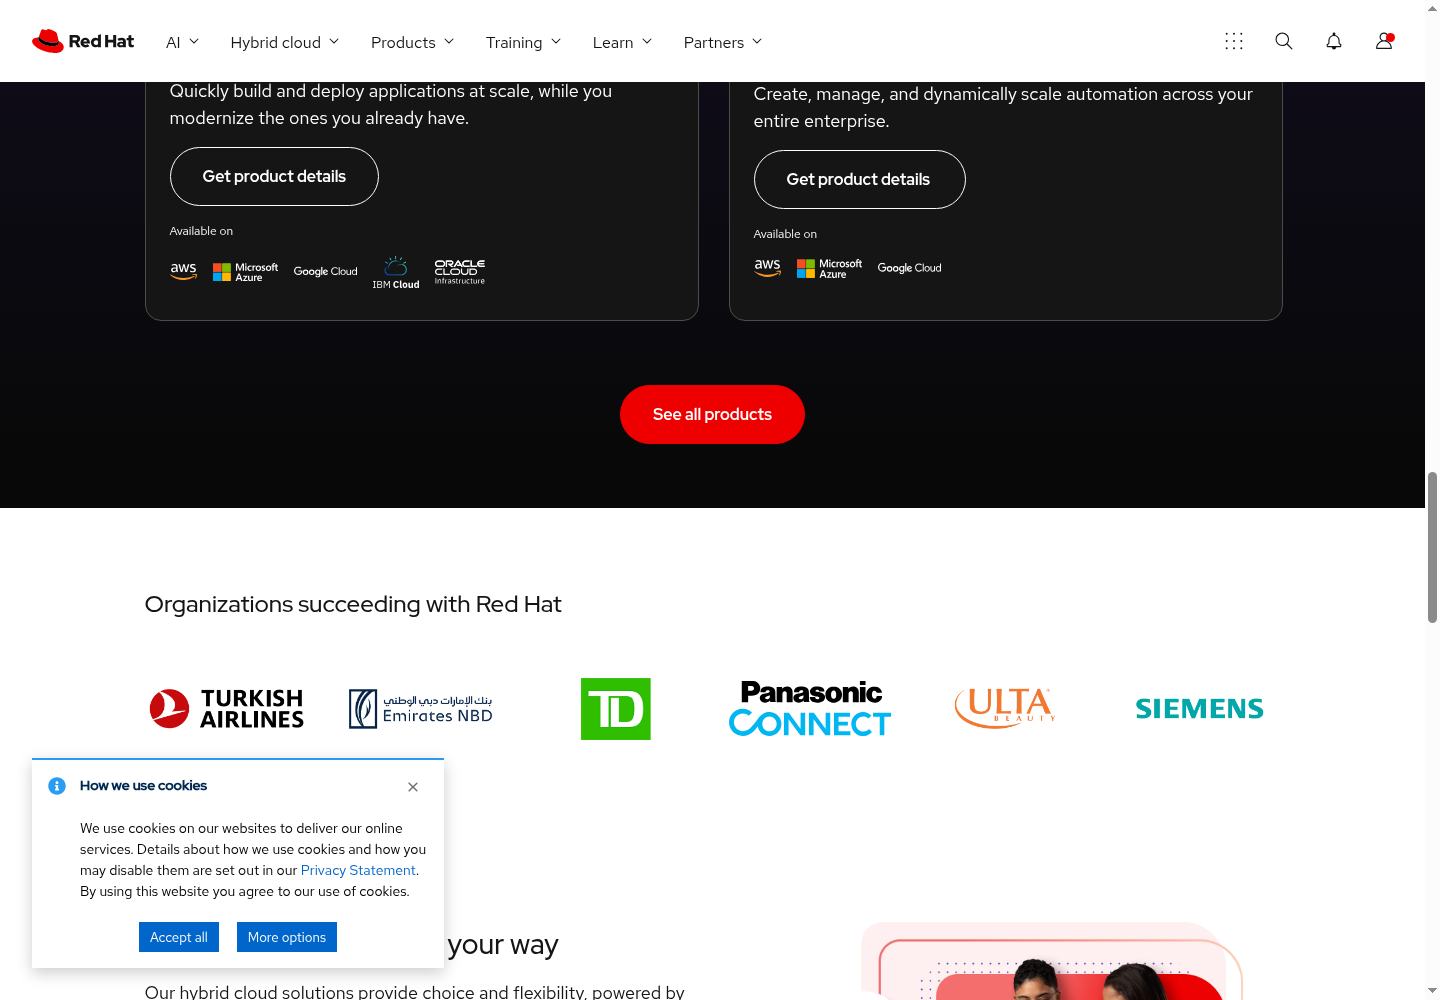 Red Hat
AI
Hybrid cloud
Products
Training
Learn
Partners
Quickly build and deploy applications at scale, while you
modernize the ones you already have.
Get product details
Available on
aws
Microsoft
Azure
Google Cloud
IBM Cloud
ORACLE
CLOUD
Infrastructure
Create, manage, and dynamically scale automation across your
entire enterprise.
Get product details
Available on
aws
Microsoft
Azure
Google Cloud
See all products
Organizations succeeding with Red Hat
TURKISH
AIRLINES
بنك الإمارات دبي الوطني
Emirates NBD
TD
Panasonic
CONNECT
ULTA
BEAUTY
SIEMENS
How we use cookies
We use cookies on our websites to deliver our online
services. Details about how we use cookies and how you
may disable them are set out in our Privacy Statement.
By using this website you agree to our use of cookies.
Accept all
More options
your way
Our hybrid cloud solutions provide choice and flexibility, powered by